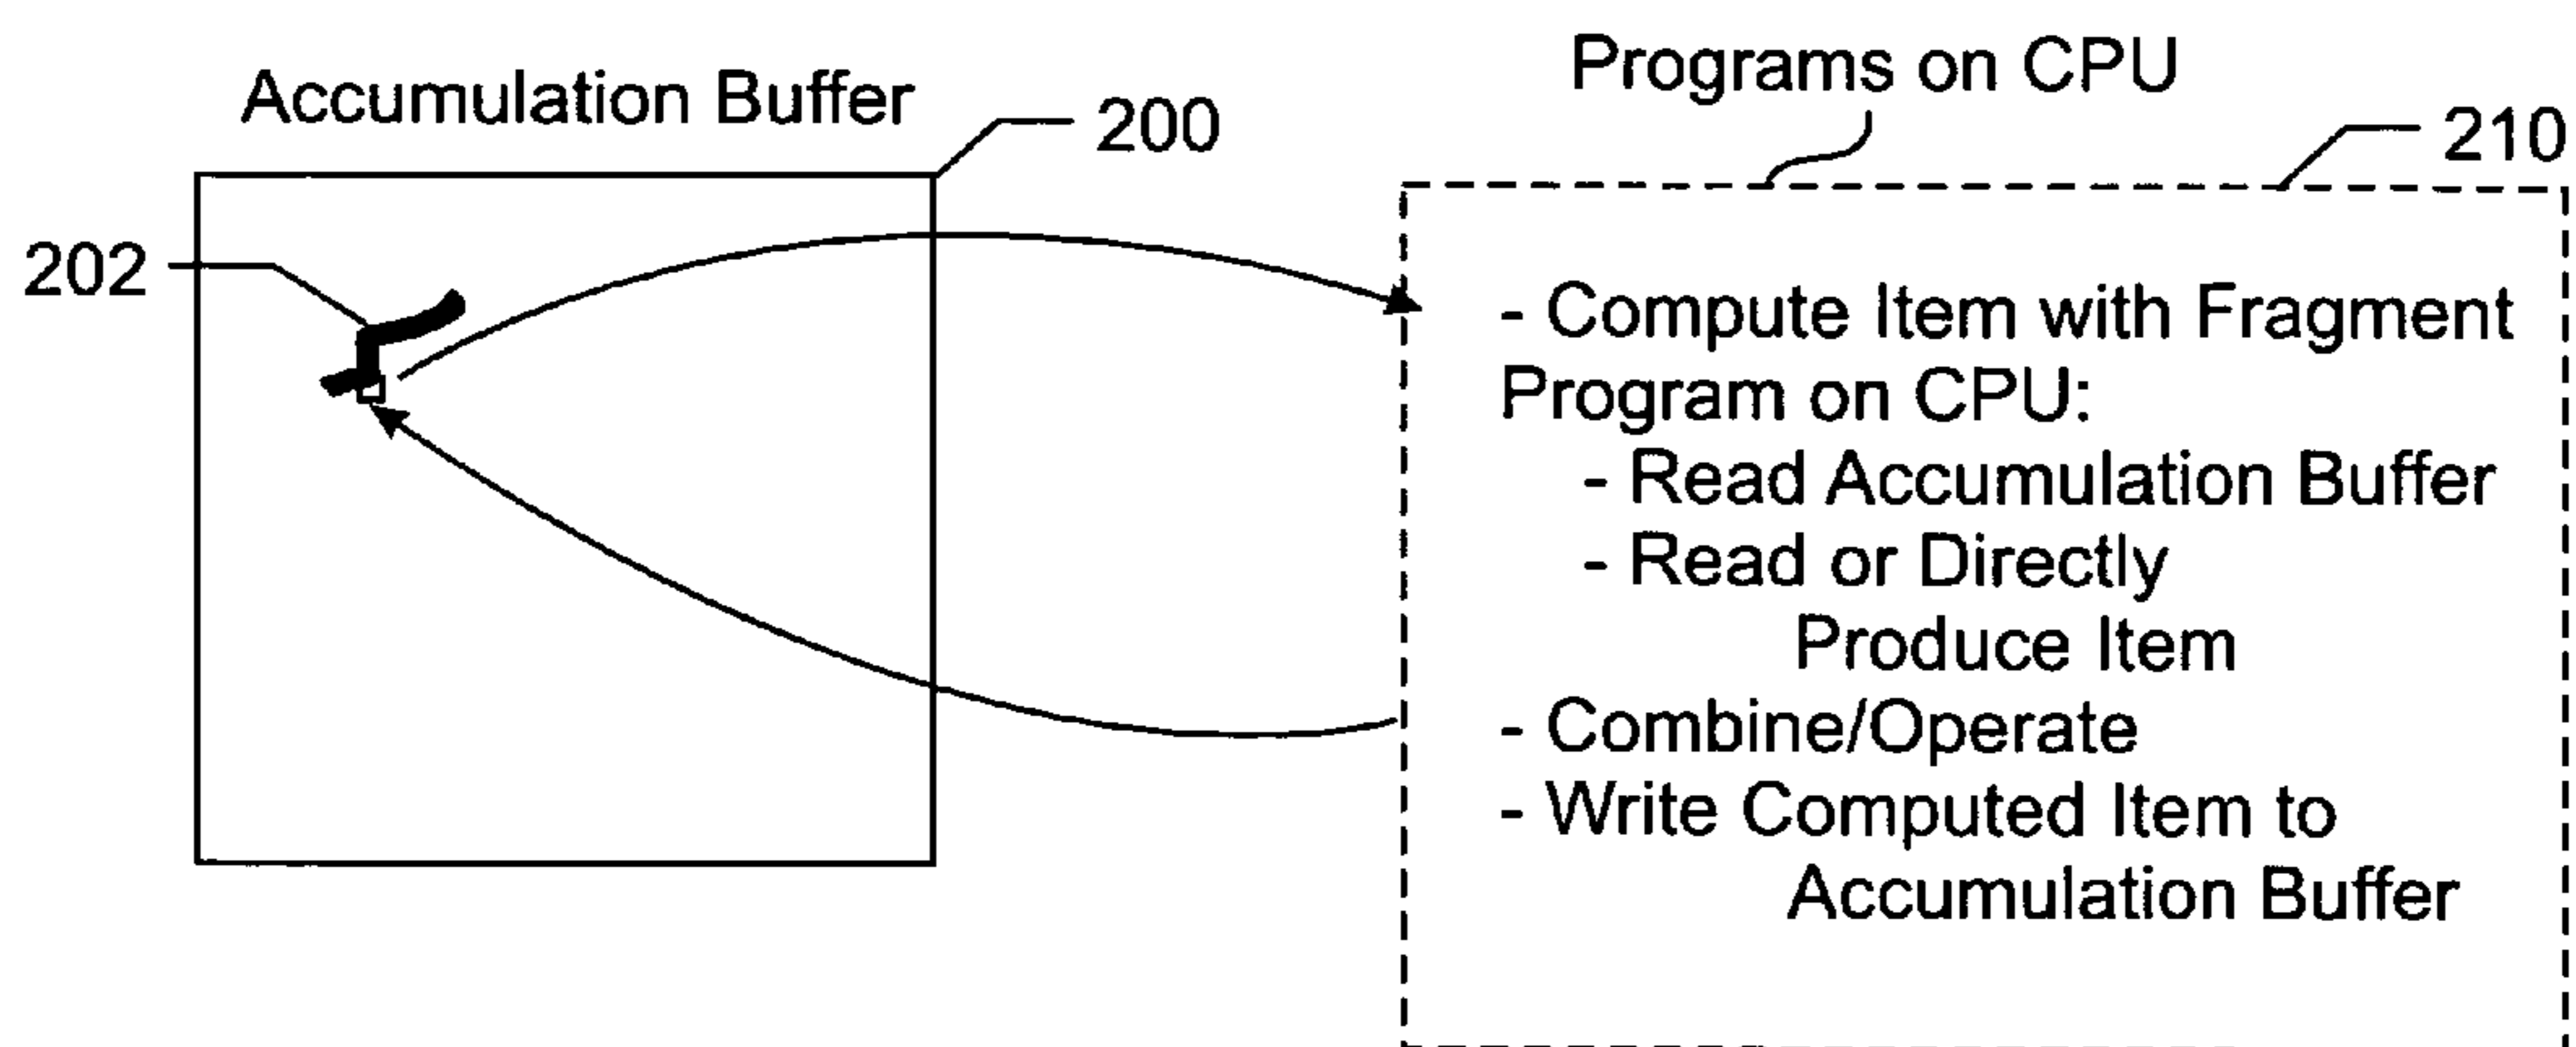 Accumulation Buffer
200
202
Programs on CPU
210
- Compute Item with Fragment
Program on CPU:
- Read Accumulation Buffer
- Read or Directly
Produce Item
- Combine/Operate
- Write Computed Item to
Accumulation Buffer